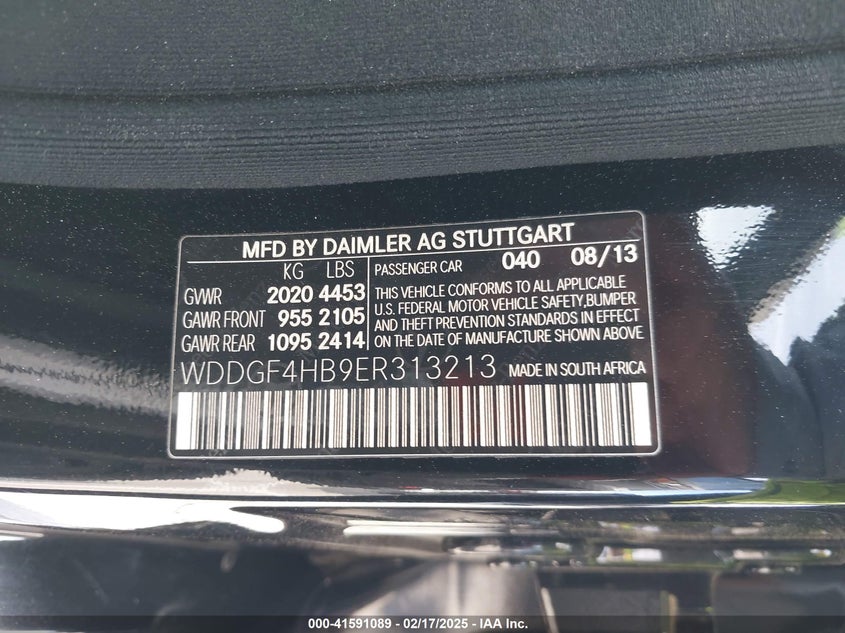 MFD BY DAIMLER AG STUTTGART
KG LBS
GVWR 2020 4453
GAWR FRONT 955 2105
GAWR REAR 1095 2414
PASSENGER CAR 040 08/13
THIS VEHICLE CONFORMS TO ALL APPLICABLE
U.S. FEDERAL MOTOR VEHICLE SAFETY,BUMPER
AND THEFT PREVENTION STANDARDS IN EFFECT
ON THE DATE OF MANUFACTURE SHOWN ABOVE
WDDGF4HB9ER313213 MADE IN SOUTH AFRICA
000-41591089 — 02/17/2025 — IAA Inc.